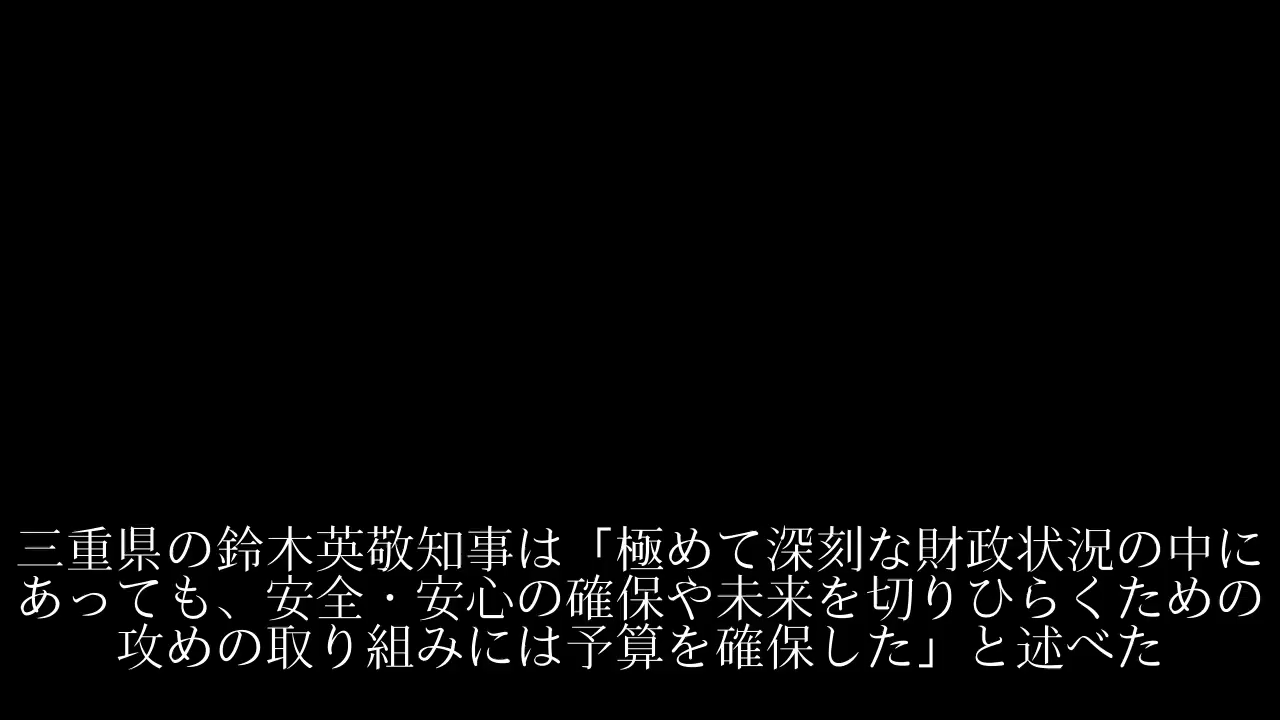 三重県の鈴木英敬知事は「極めて深刻な財政状況の中に
あっても、安全・安心の確保や未来を切りひらくための
攻めの取り組みには予算を確保した」と述べた